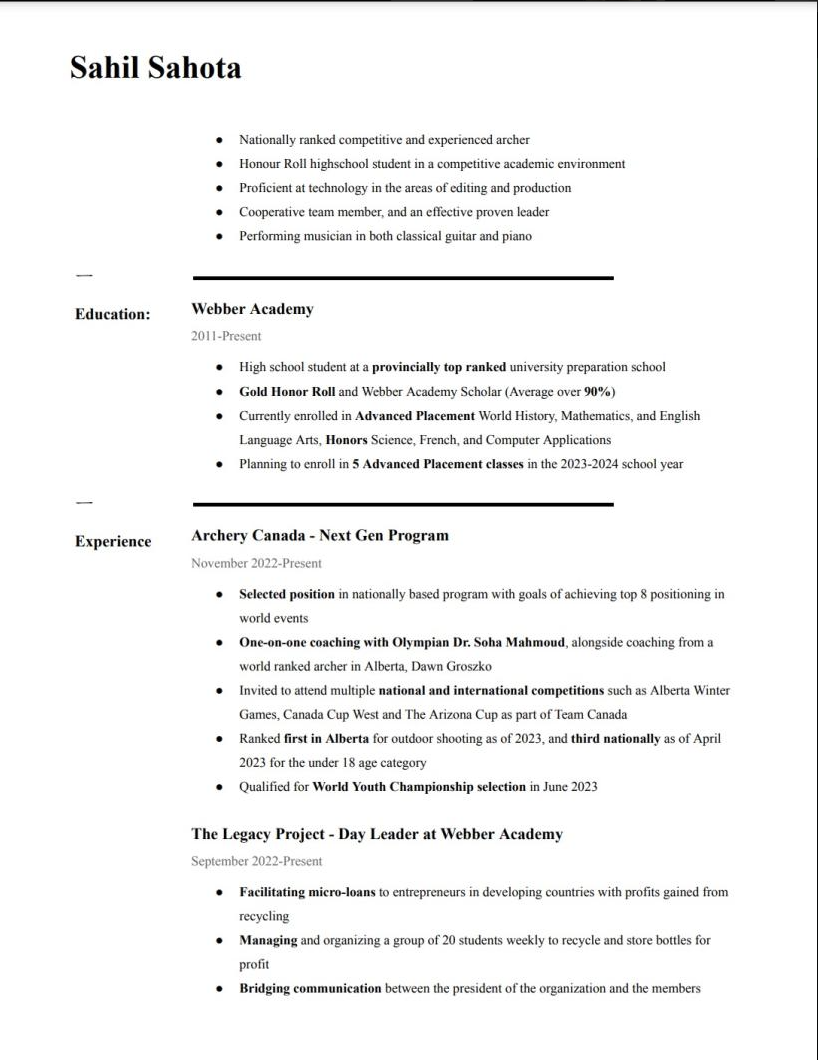 Sahil Sahota
● Nationally ranked competitive and experienced archer
● Honour Roll highschool student in a competitive academic environment
● Proficient at technology in the areas of editing and production
● Cooperative team member, and an effective proven leader
● Performing musician in both classical guitar and piano
—
Education:
Webber Academy
2011-Present
● High school student at a provincially top ranked university preparation school
● Gold Honor Roll and Webber Academy Scholar (Average over 90%)
● Currently enrolled in Advanced Placement World History, Mathematics, and English
Language Arts, Honors Science, French, and Computer Applications
● Planning to enroll in 5 Advanced Placement classes in the 2023-2024 school year
—
Experience
Archery Canada - Next Gen Program
November 2022-Present
● Selected position in nationally based program with goals of achieving top 8 positioning in
world events
● One-on-one coaching with Olympian Dr. Soha Mahmoud, alongside coaching from a
world ranked archer in Alberta, Dawn Groszko
● Invited to attend multiple national and international competitions such as Alberta Winter
Games, Canada Cup West and The Arizona Cup as part of Team Canada
● Ranked first in Alberta for outdoor shooting as of 2023, and third nationally as of April
2023 for the under 18 age category
● Qualified for World Youth Championship selection in June 2023
The Legacy Project - Day Leader at Webber Academy
September 2022-Present
● Facilitating micro-loans to entrepreneurs in developing countries with profits gained from
recycling
● Managing and organizing a group of 20 students weekly to recycle and store bottles for
profit
● Bridging communication between the president of the organization and the members